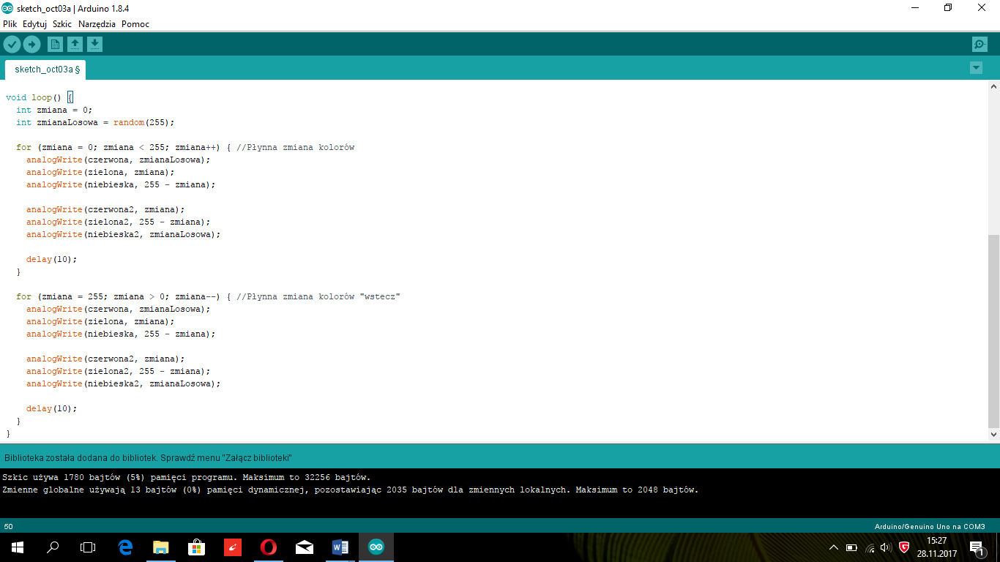 sketch_oct03a | Arduino 1.8.4
Plik Edytuj Szkic Narzędzia Pomoc
sketch_oct03a §
void loop() {
  int zmiana = 0;
  int zmianaLosowa = random(255);
  for (zmiana = 0; zmiana < 255; zmiana++) { //Płynna zmiana kolorów
    analogWrite(czerwona, zmianaLosowa);
    analogWrite(zielona, zmiana);
    analogWrite(niebieska, 255 - zmiana);
    analogWrite(czerwona2, zmiana);
    analogWrite(zielona2, 255 - zmiana);
    analogWrite(niebieska2, zmianaLosowa);
    delay(10);
  }
  for (zmiana = 255; zmiana > 0; zmiana--) { //Płynna zmiana kolorów "wstecz"
    analogWrite(czerwona, zmianaLosowa);
    analogWrite(zielona, zmiana);
    analogWrite(niebieska, 255 - zmiana);
    analogWrite(czerwona2, zmiana);
    analogWrite(zielona2, 255 - zmiana);
    analogWrite(niebieska2, zmianaLosowa);
    delay(10);
  }
}
Biblioteka została dodana do bibliotek. Sprawdź menu "Załącz biblioteki"
Szkic używa 1780 bajtów (5%) pamięci programu. Maksimum to 32256 bajtów.
Zmienne globalne używają 13 bajtów (0%) pamięci dynamicznej, pozostawiając 2035 bajtów dla zmiennych lokalnych. Maksimum to 2048 bajtów.
50 Arduino/Genuino Uno na COM3
15:27
28.11.2017
1